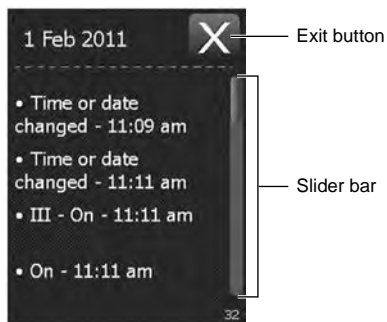 1 Feb 2011
X
Exit button
• Time or date
changed - 11:09 am
• Time or date
changed - 11:11 am
Slider bar
• III - On - 11:11 am
• On - 11:11 am
32